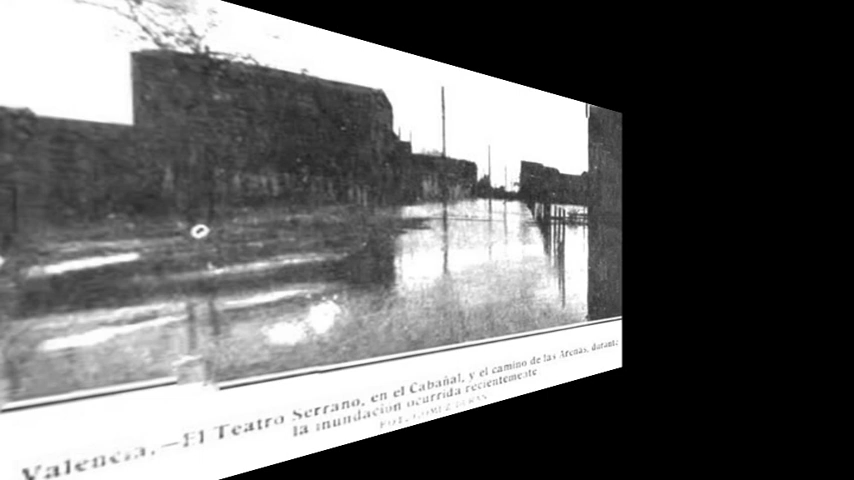 Valencia.—El Teatro Serrano, en el Cabañal, y el camino de las Arenas, durante
la inundación ocurrida recientemente